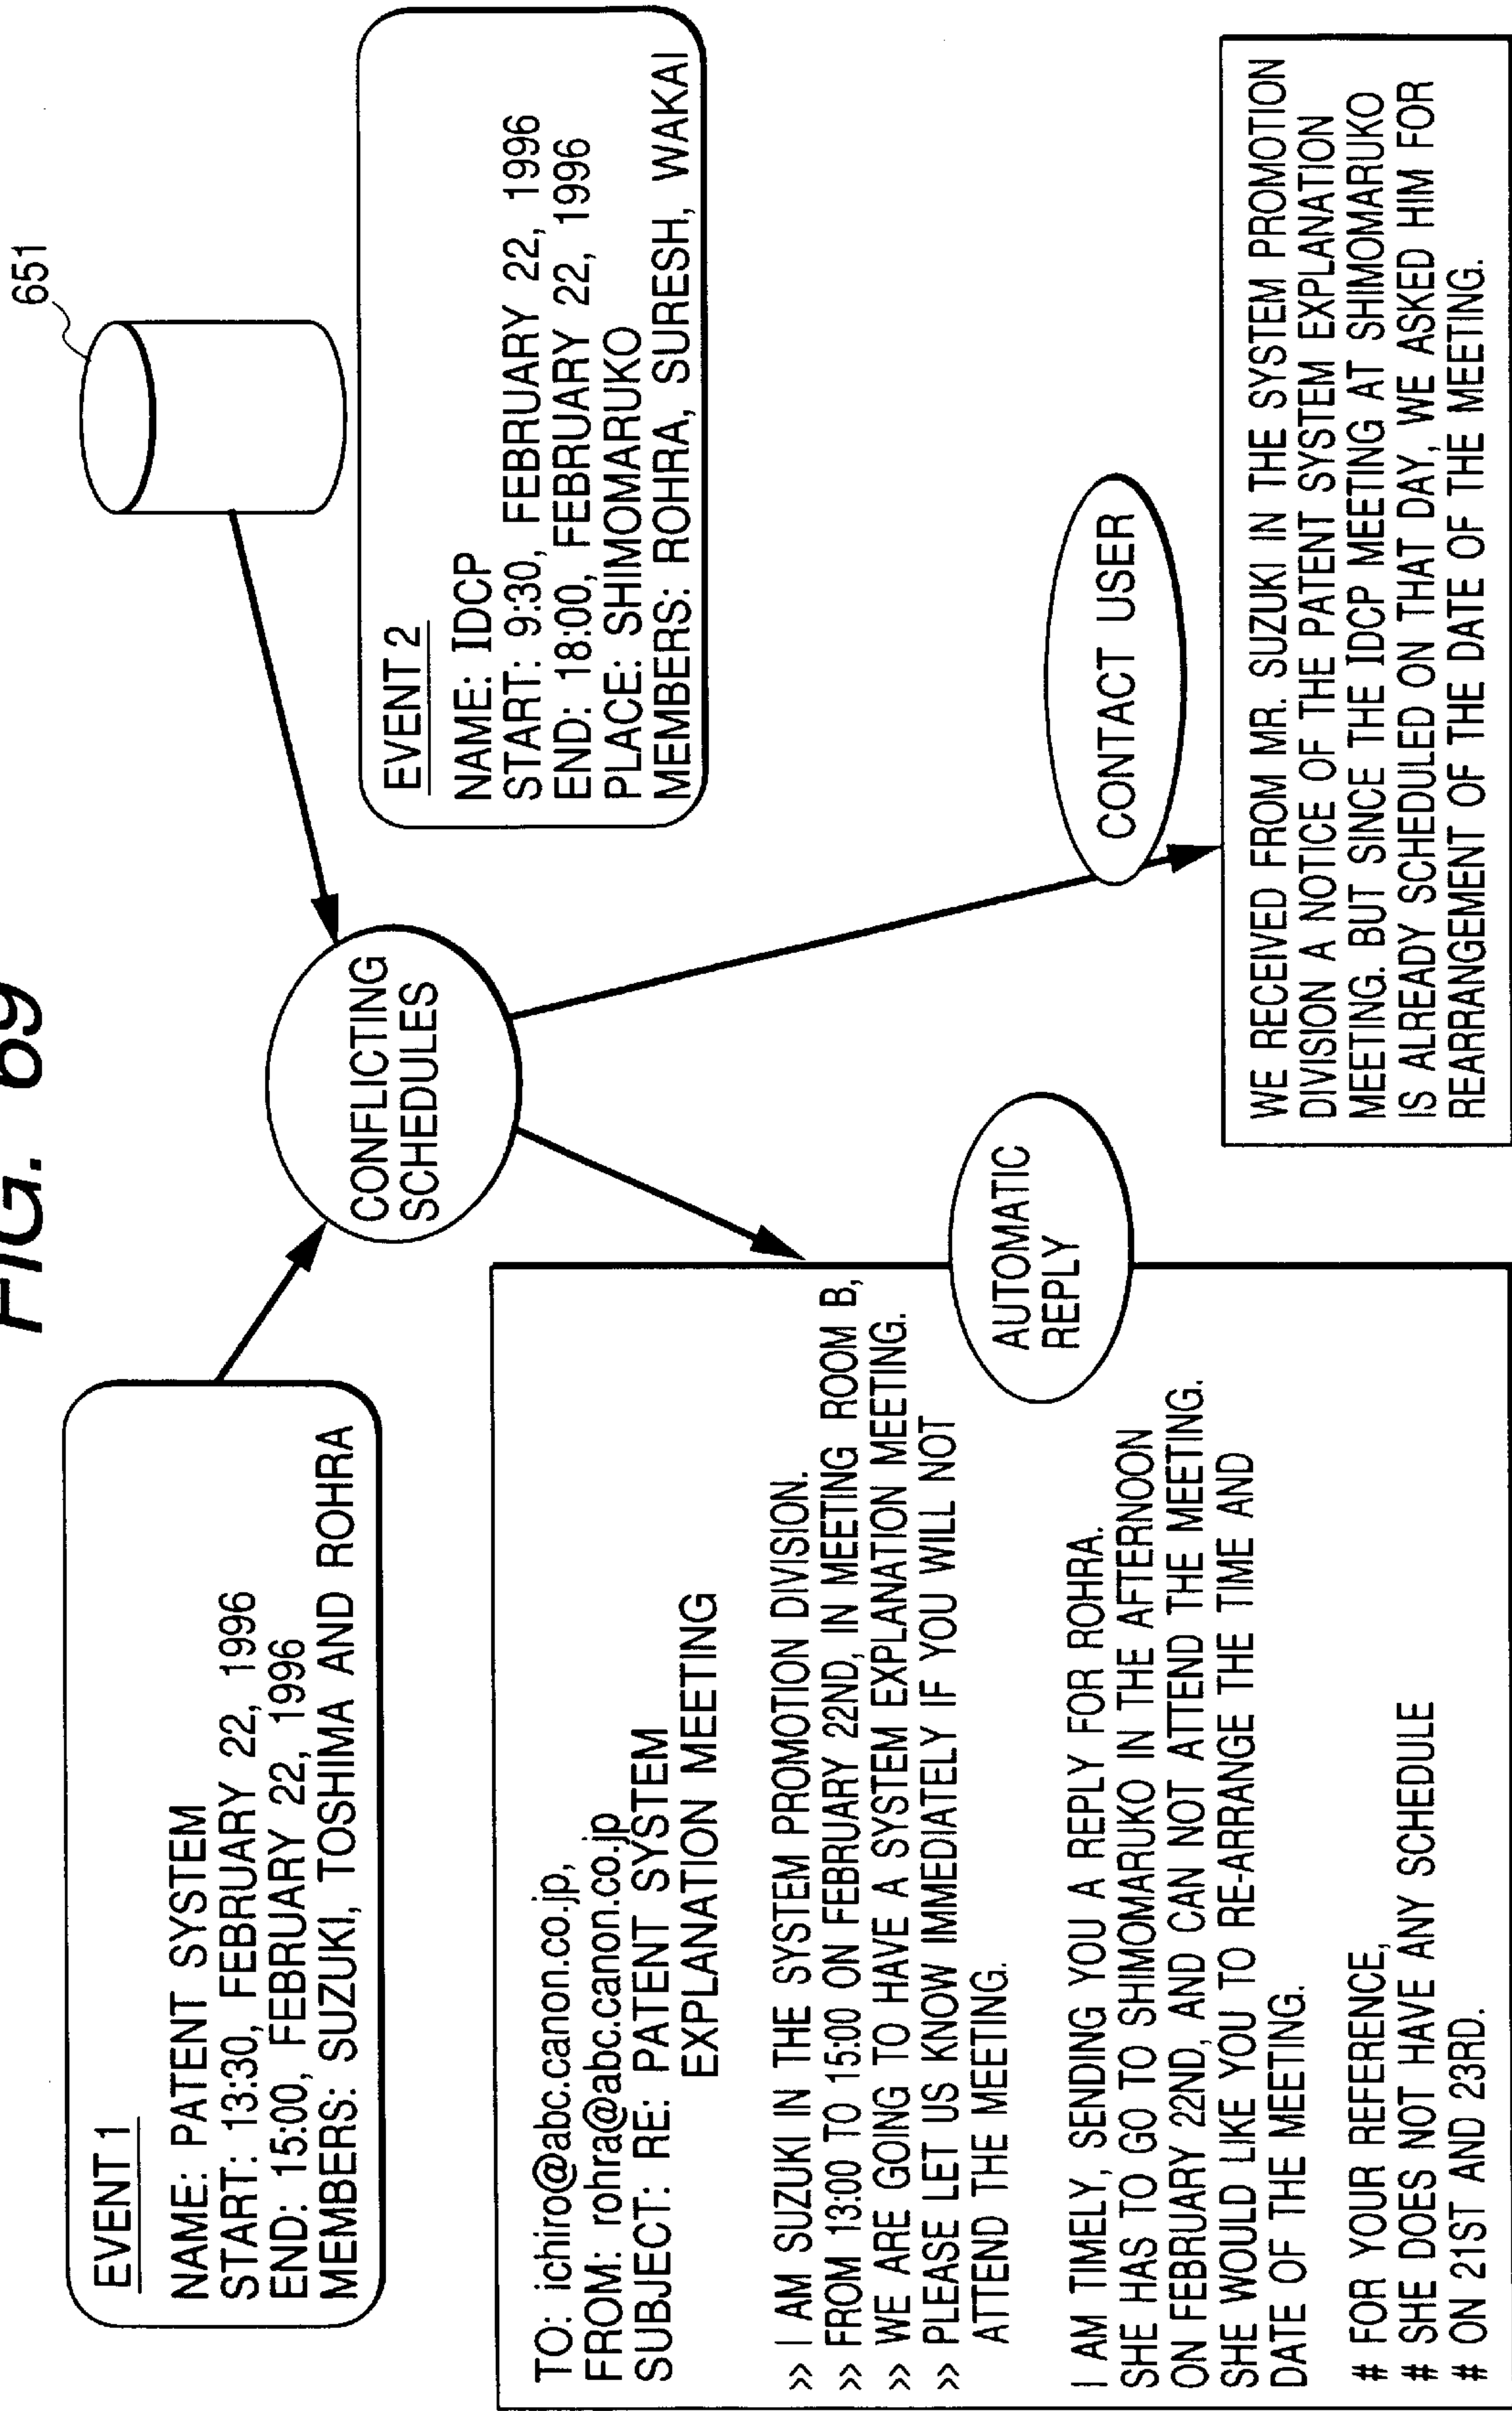 FIG. 69
651
EVENT 1
NAME: PATENT SYSTEM
START: 13:30, FEBRUARY 22, 1996
END: 15:00, FEBRUARY 22, 1996
MEMBERS: SUZUKI, TOSHIMA AND ROHRA
CONFLICTING
SCHEDULES
EVENT 2
NAME: IDCP
START: 9:30, FEBRUARY 22, 1996
END: 18:00, FEBRUARY 22, 1996
PLACE: SHIMOMARUKO
MEMBERS: ROHRA, SURESH, WAKAI
TO: ichiro@abc.canon.co.jp,
FROM: rohra@abc.canon.co.jp
SUBJECT: RE: PATENT SYSTEM
EXPLANATION MEETING
>> I AM SUZUKI IN THE SYSTEM PROMOTION DIVISION.
>> FROM 13:00 TO 15:00 ON FEBRUARY 22ND, IN MEETING ROOM B,
>> WE ARE GOING TO HAVE A SYSTEM EXPLANATION MEETING.
>> PLEASE LET US KNOW IMMEDIATELY IF YOU WILL NOT
ATTEND THE MEETING.
I AM TIMELY, SENDING YOU A REPLY FOR ROHRA.
SHE HAS TO GO TO SHIMOMARUKO IN THE AFTERNOON
ON FEBRUARY 22ND, AND CAN NOT ATTEND THE MEETING.
SHE WOULD LIKE YOU TO RE-ARRANGE THE TIME AND
DATE OF THE MEETING.
# FOR YOUR REFERENCE,
# SHE DOES NOT HAVE ANY SCHEDULE
# ON 21ST AND 23RD.
AUTOMATIC
REPLY
CONTACT USER
WE RECEIVED FROM MR. SUZUKI IN THE SYSTEM PROMOTION
DIVISION A NOTICE OF THE PATENT SYSTEM EXPLANATION
MEETING. BUT SINCE THE IDCP MEETING AT SHIMOMARUKO
IS ALREADY SCHEDULED ON THAT DAY, WE ASKED HIM FOR
REARRANGEMENT OF THE DATE OF THE MEETING.